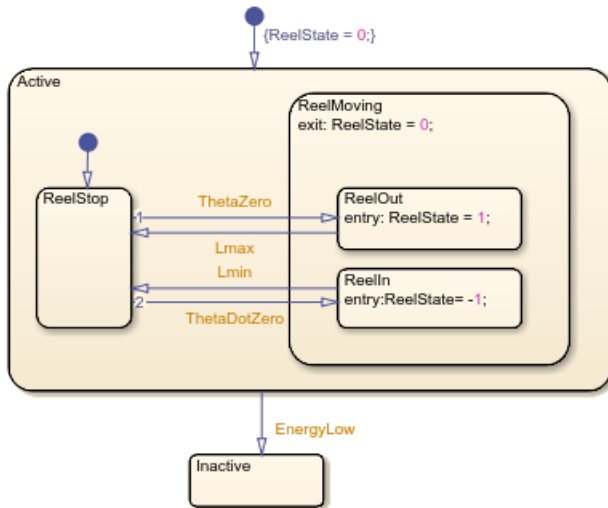 {ReelState = 0;}
Active
ReelMoving
exit: ReelState = 0;
ReelStop
1
ThetaZero
ReelOut
entry: ReelState = 1;
Lmax
Lmin
ReelIn
entry:ReelState= -1;
2
ThetaDotZero
EnergyLow
Inactive